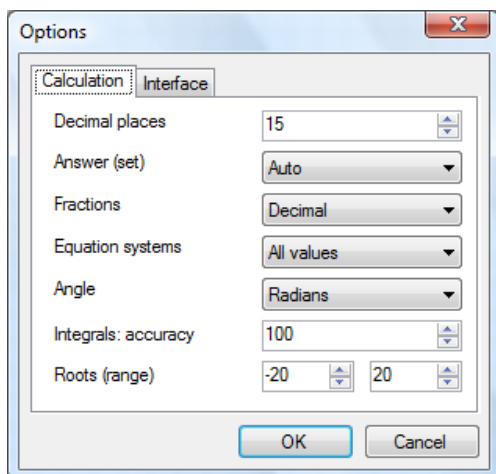 Options
Calculation Interface
Decimal places 15
Answer (set) Auto
Fractions Decimal
Equation systems All values
Angle Radians
Integrals: accuracy 100
Roots (range) -20 20
OK Cancel